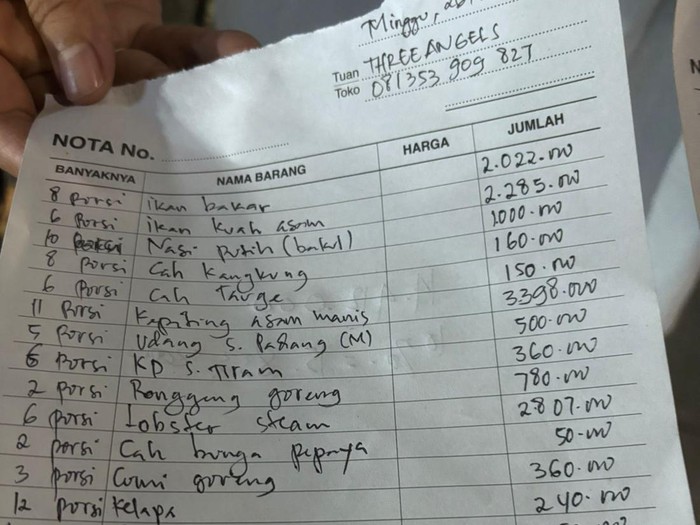 Minggu,
Tuan THREE ANGELS
Toko 081353 909 827
NOTA No.
BANYAKNYA NAMA BARANG HARGA JUMLAH
8 Porsi ikan bakar 2.022.000
6 Porsi ikan kuah asam 2.285.000
10 Nasi putih (bakul) 1000.000
8 Porsi Cah Kangkung 160.000
6 Porsi Cah Tauge 150.000
11 Porsi Kepiting asam manis 3398.000
5 Porsi Udang S. Padang (M) 500.000
6 Porsi KP S. Tiram 360.000
2 Porsi Ronggeng goreng 780.000
6 porsi Lobster steam 2807.000
2 porsi Cah bunga pepaya 50.000
3 porsi Cumi goreng 360.000
12 porsi Kelapa 240.000